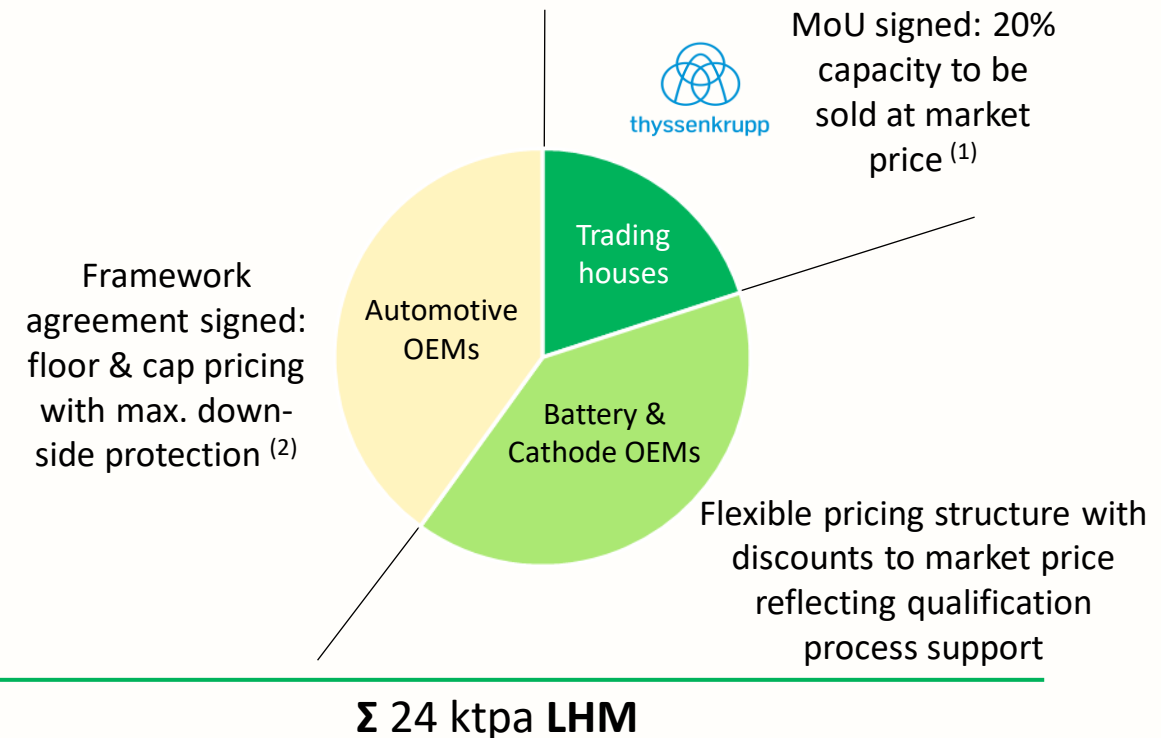 MoU signed: 20%
capacity to be
sold at market
price (1)
thyssenkrupp
Trading
houses
Framework
agreement signed:
floor & cap pricing
with max. down-
side protection (2)
Automotive
OEMs
Battery &
Cathode OEMs
Flexible pricing structure with
discounts to market price
reflecting qualification
process support
Σ 24 ktpa LHM